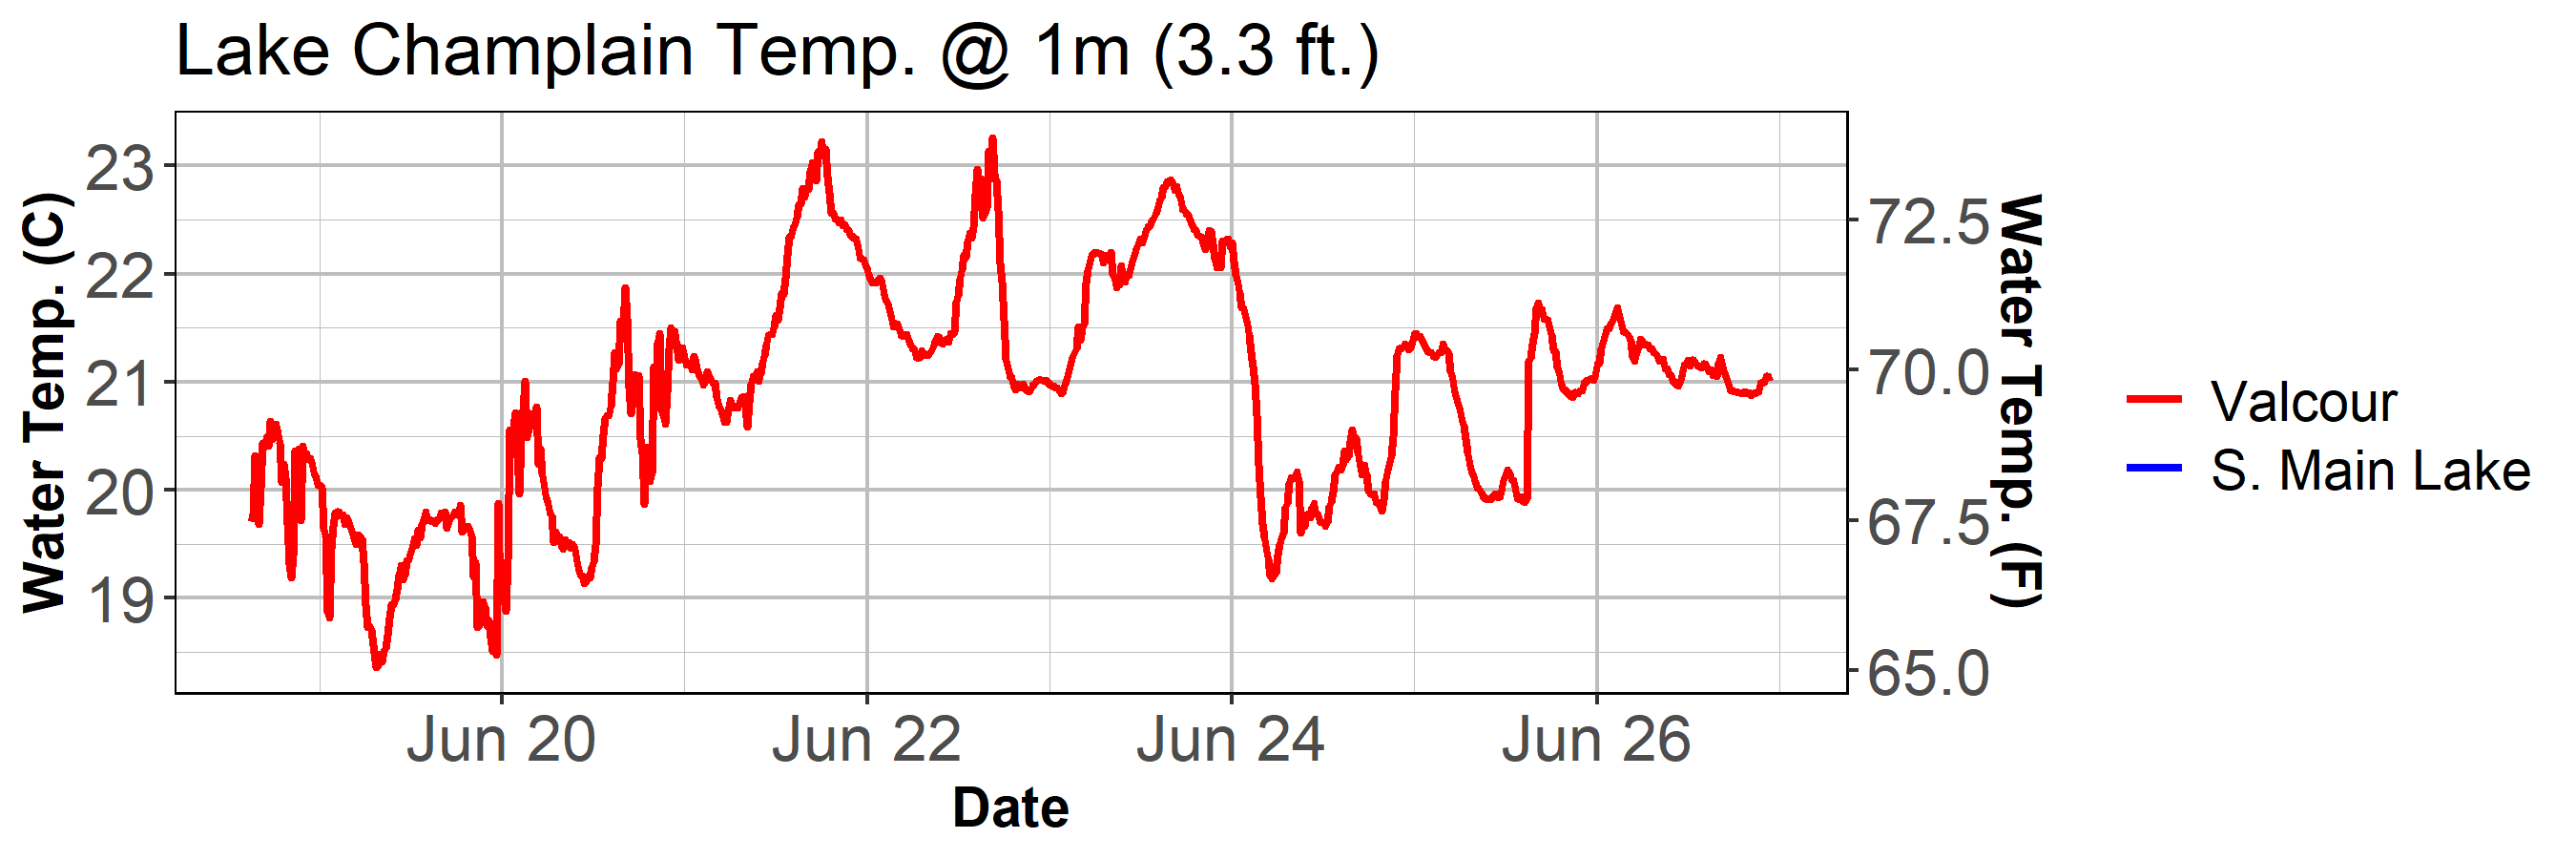 Lake Champlain Temp. @ 1m (3.3 ft.)
Water Temp. (C)
23
22
21
20
19
72.5
70.0
67.5
65.0
Water Temp. (F)
Jun 20
Jun 22
Jun 24
Jun 26
Date
Valcour
S. Main Lake